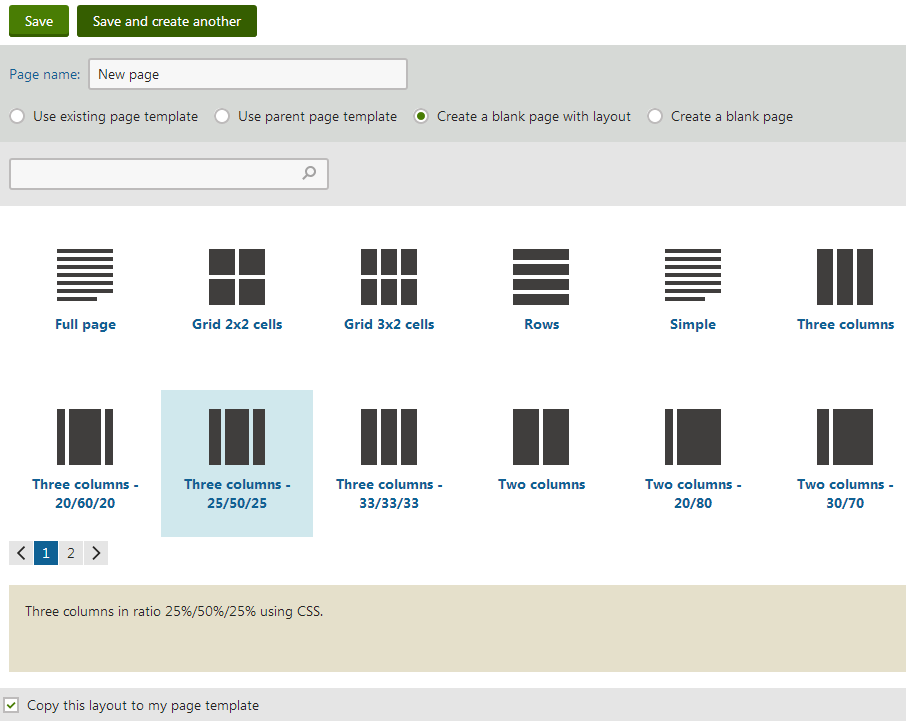 Save Save and create another
Page name: New page
Use existing page template Use parent page template Create a blank page with layout Create a blank page
Full page Grid 2x2 cells Grid 3x2 cells Rows Simple Three columns
Three columns - Three columns - Three columns - Two columns Two columns - Two columns -
20/60/20 25/50/25 33/33/33 20/80 30/70
1 2
Three columns in ratio 25%/50%/25% using CSS.
Copy this layout to my page template